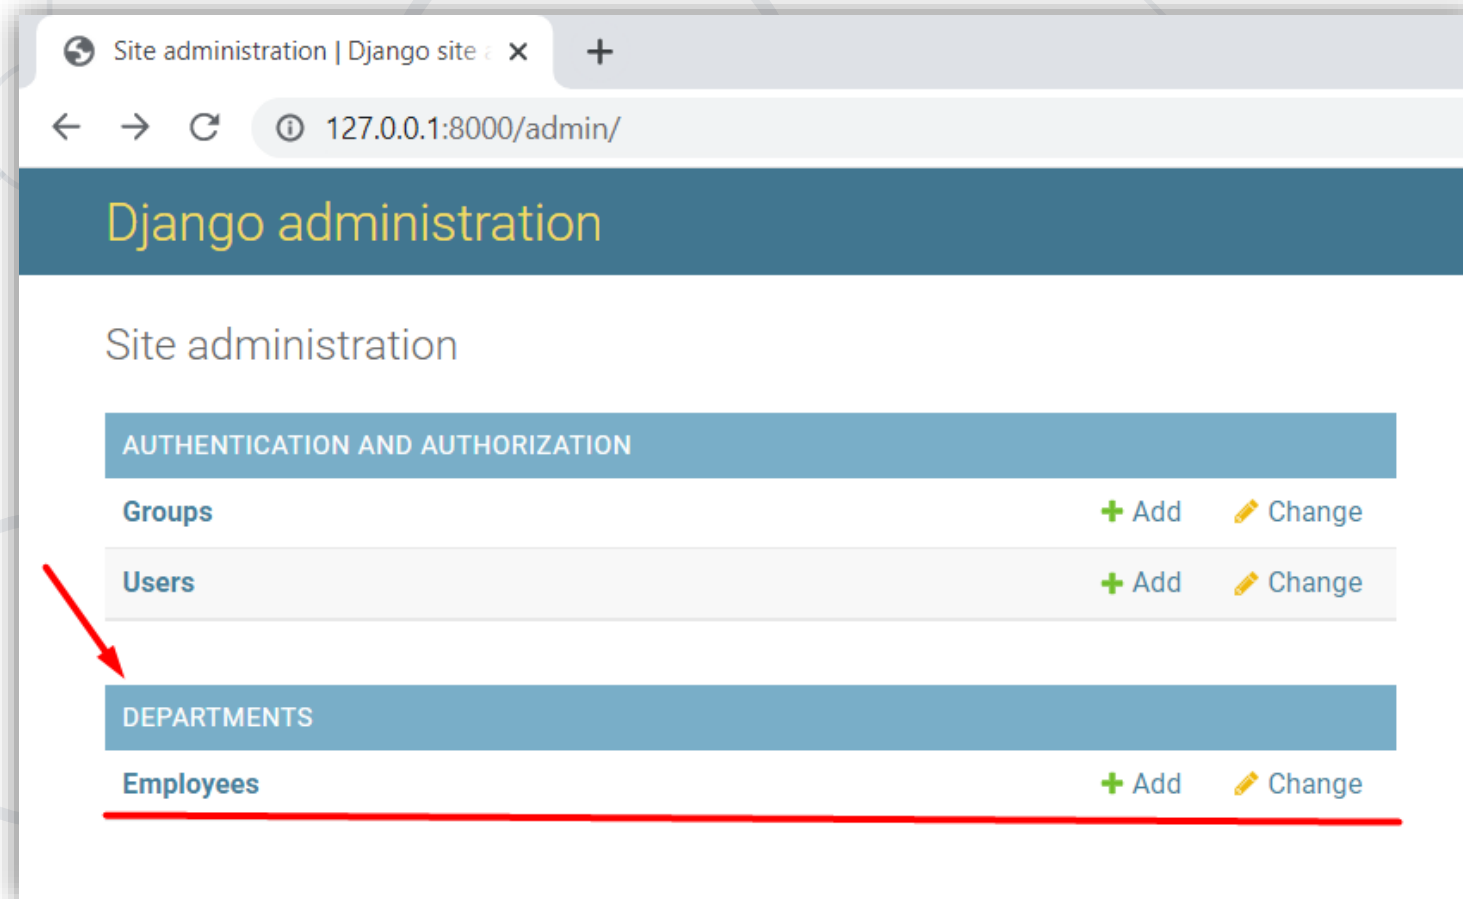 Site administration | Django site
127.0.0.1:8000/admin/
Django administration
Site administration
AUTHENTICATION AND AUTHORIZATION
Groups Add Change
Users Add Change
DEPARTMENTS
Employees Add Change